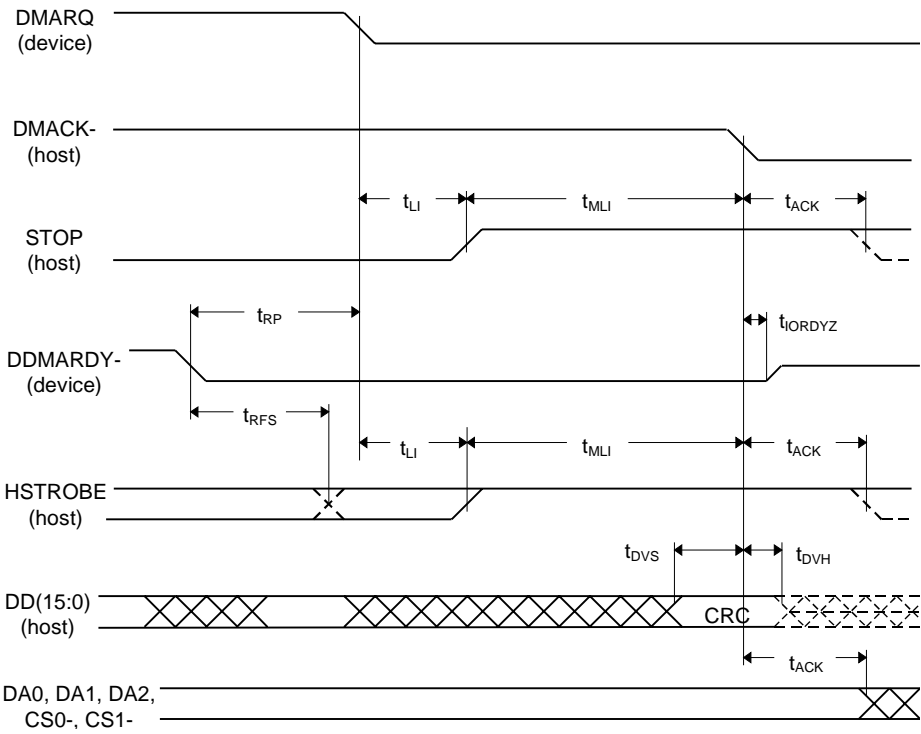 DMARQ
(device)
DMACK-
(host)
tLI
tMLI
tACK
STOP
(host)
tRP
tIORDYZ
DDMARDY-
(device)
tRFS
tLI
tMLI
tACK
HSTROBE
(host)
tDVS
tDVH
DD(15:0)
(host)
CRC
tACK
DA0, DA1, DA2,
CS0-, CS1-